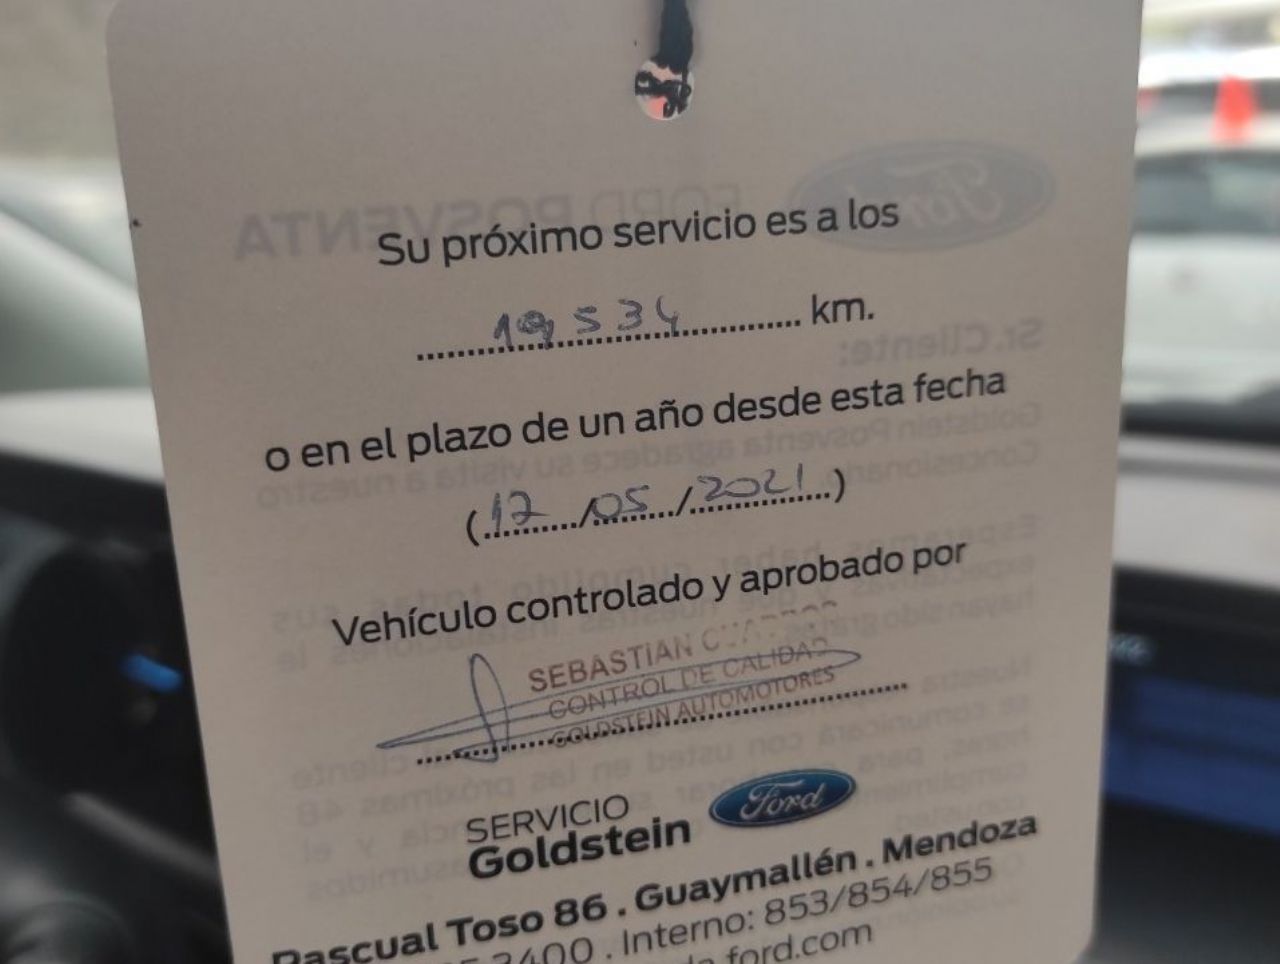 Su próximo servicio es a los
19534 km.
o en el plazo de un año desde esta fecha
(12/05/2021)
Vehículo controlado y aprobado por
SEBASTIAN
CONTROL DE CALIDAD
GOLDSTEIN AUTOMOTORES
SERVICIO
Goldstein Ford
Pascual Toso 86 . Guaymallén . Mendoza
3400 . Interno: 853/854/855
ford.com